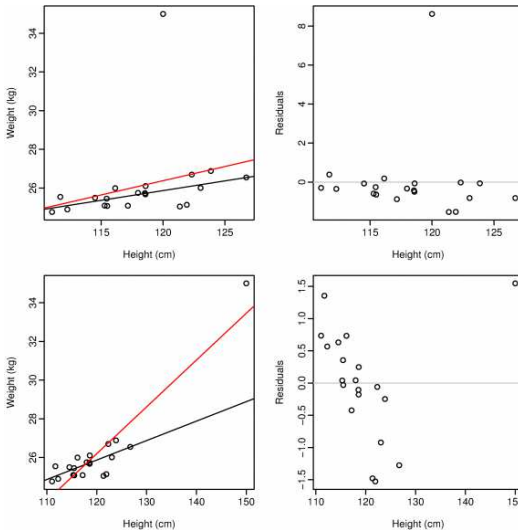 Weight (kg)
26 28 30 32 34
115 120 125
Height (cm)
Residuals
0 2 4 6 8
115 120 125
Height (cm)
Weight (kg)
26 28 30 32 34
110 120 130 140 150
Height (cm)
Residuals
-1.5 -1.0 -0.5 0.0 0.5 1.0 1.5
110 120 130 140 150
Height (cm)